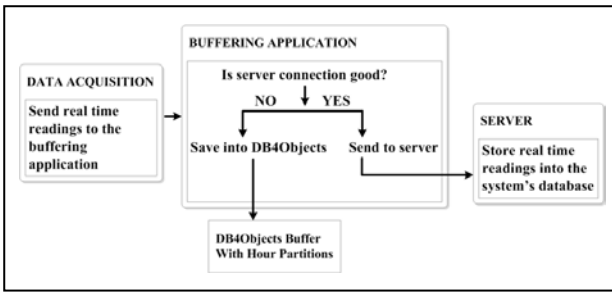 DATA ACQUISITION
Send real time
readings to the
buffering
application
BUFFERING APPLICATION
Is server connection good?
NO YES
Save into DB4Objects
Send to server
DB4Objects Buffer
With Hour Partitions
SERVER
Store real time
readings into the
system's database